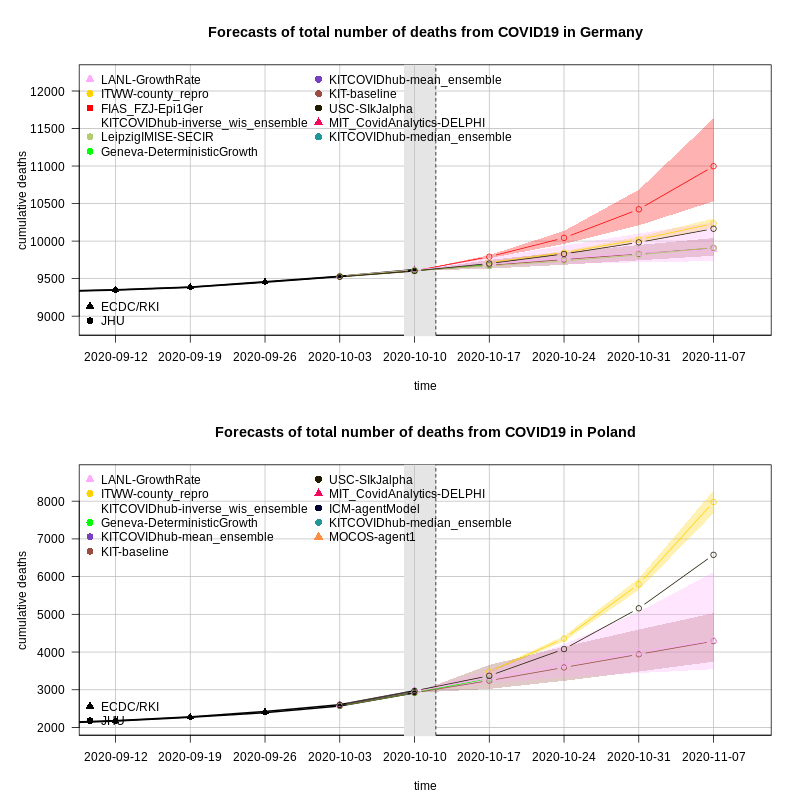 Forecasts of total number of deaths from COVID19 in Germany
cumulative deaths
12000
11500
11000
10500
10000
9500
9000
LANL-GrowthRate
ITWW-county_repro
FIAS_FZJ-Epi1Ger
KITCOVIDhub-inverse_wis_ensemble
LeipzigIMISE-SECIR
Geneva-DeterministicGrowth
KITCOVIDhub-mean_ensemble
KIT-baseline
USC-SIkJalpha
MIT_CovidAnalytics-DELPHI
KITCOVIDhub-median_ensemble
ECDC/RKI
JHU
2020-09-12 2020-09-19 2020-09-26 2020-10-03 2020-10-10 2020-10-17 2020-10-24 2020-10-31 2020-11-07
time
Forecasts of total number of deaths from COVID19 in Poland
cumulative deaths
8000
7000
6000
5000
4000
3000
2000
LANL-GrowthRate
ITWW-county_repro
KITCOVIDhub-inverse_wis_ensemble
Geneva-DeterministicGrowth
KITCOVIDhub-mean_ensemble
KIT-baseline
USC-SIkJalpha
MIT_CovidAnalytics-DELPHI
ICM-agentModel
KITCOVIDhub-median_ensemble
MOCOS-agent1
ECDC/RKI
JHU
2020-09-12 2020-09-19 2020-09-26 2020-10-03 2020-10-10 2020-10-17 2020-10-24 2020-10-31 2020-11-07
time